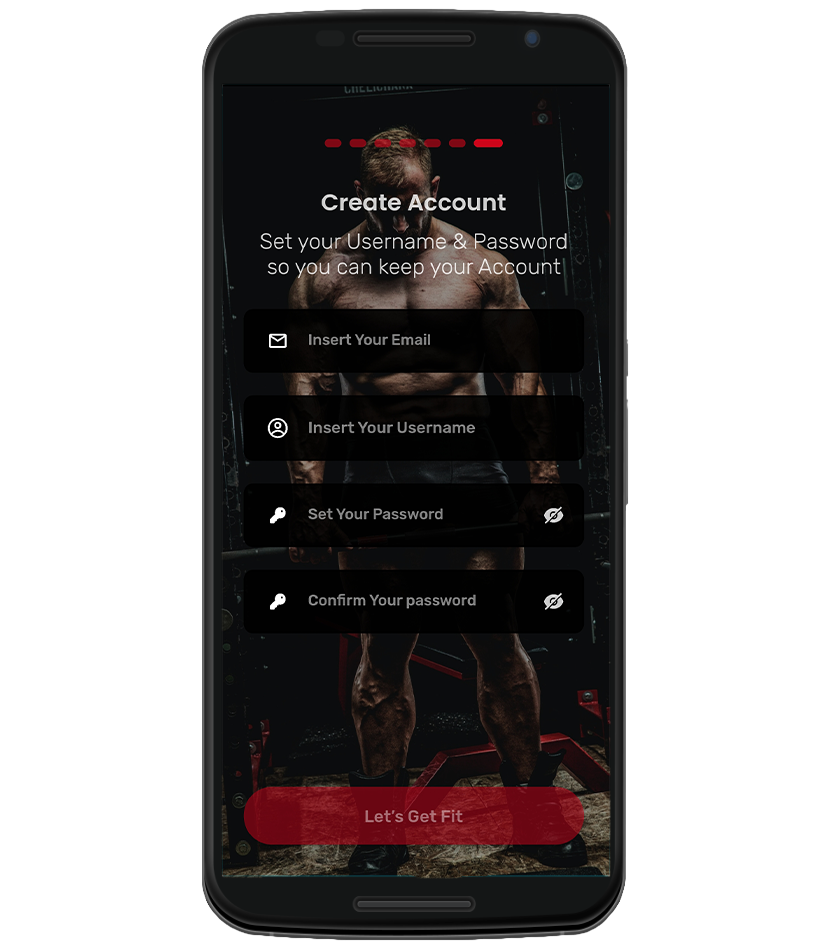 Create Account
Set your Username & Password
so you can keep your Account
Insert Your Email
Insert Your Username
Set Your Password
Confirm Your password
Let's Get Fit